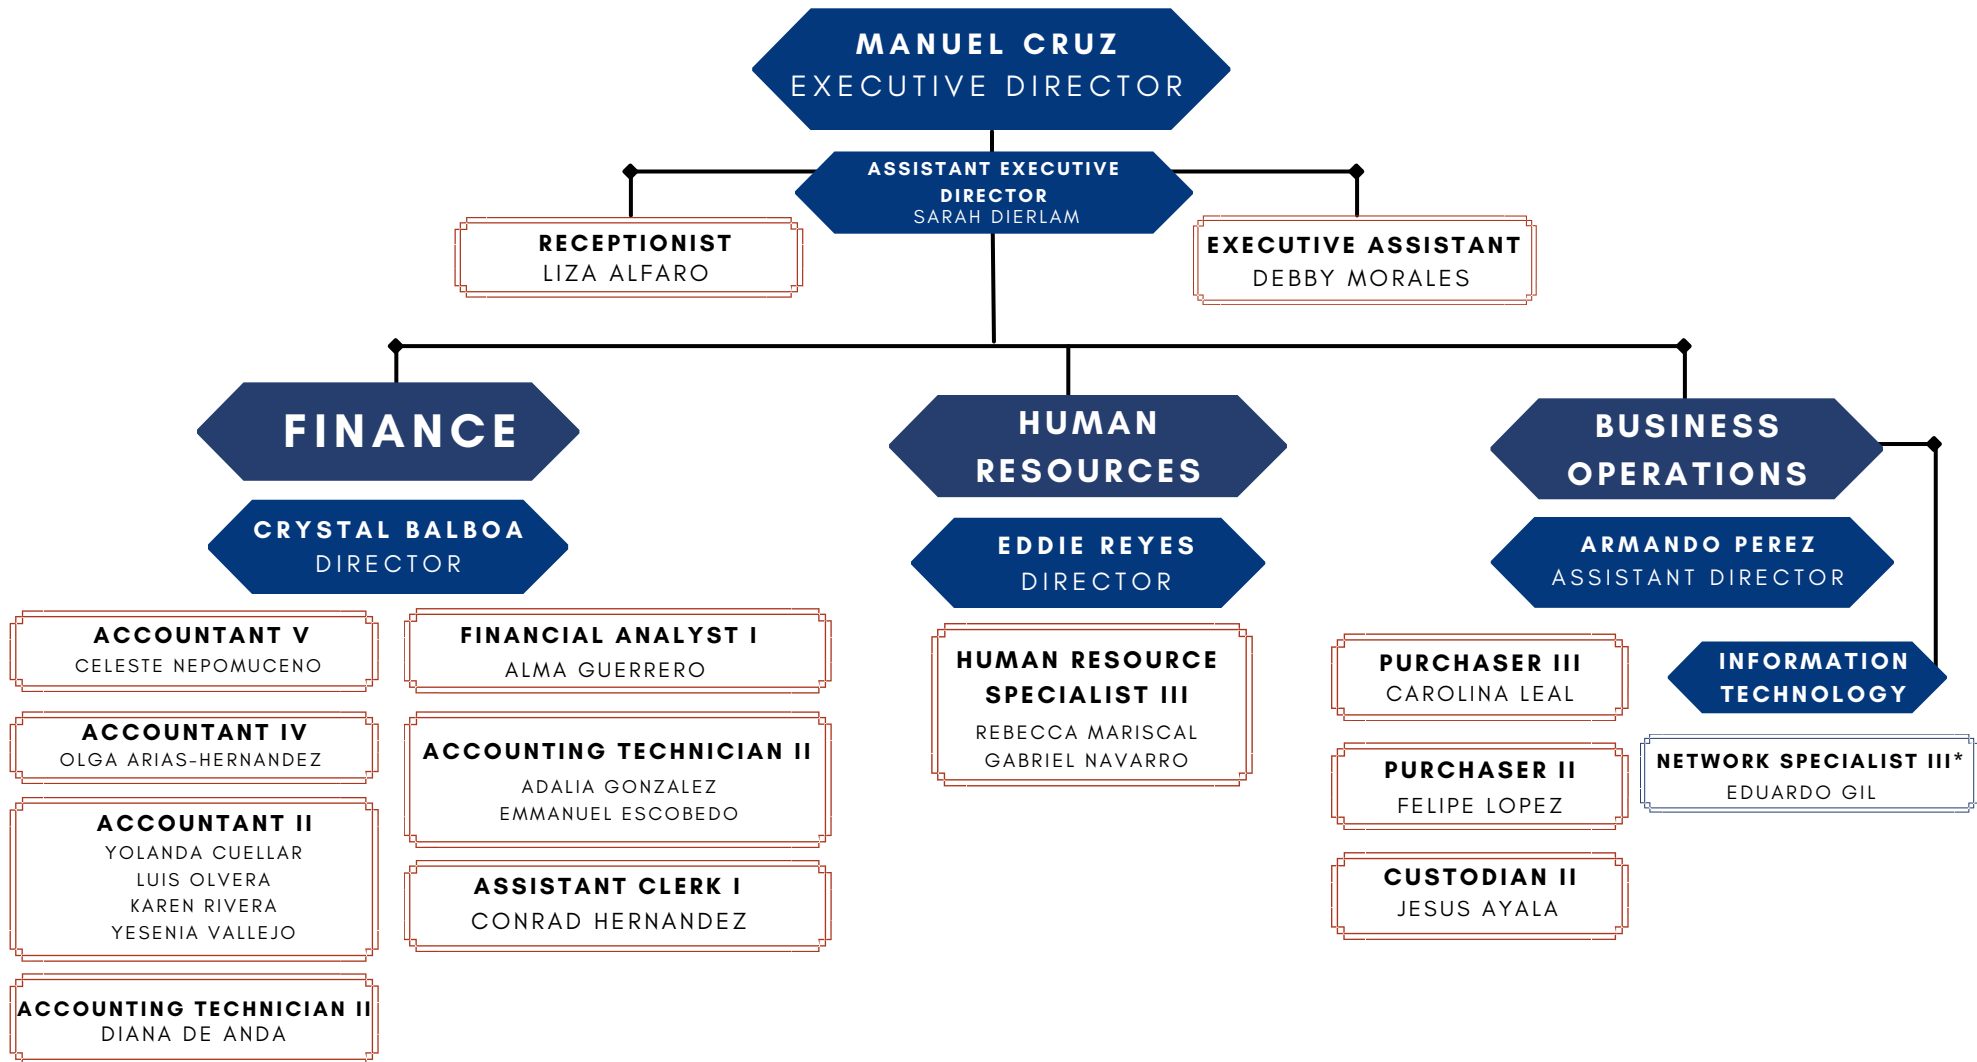 MANUEL CRUZ
EXECUTIVE DIRECTOR
ASSISTANT EXECUTIVE
DIRECTOR
SARAH DIERLAM
RECEPTIONIST
LIZA ALFARO
EXECUTIVE ASSISTANT
DEBBY MORALES
FINANCE
CRYSTAL BALBOA
DIRECTOR
ACCOUNTANT V
CELESTE NEPOMUCENO
ACCOUNTANT IV
OLGA ARIAS-HERNANDEZ
ACCOUNTANT II
YOLANDA CUELLAR
LUIS OLVERA
KAREN RIVERA
YESENIA VALLEJO
ACCOUNTING TECHNICIAN II
DIANA DE ANDA
FINANCIAL ANALYST I
ALMA GUERRERO
ACCOUNTING TECHNICIAN II
ADALIA GONZALEZ
EMMANUEL ESCOBEDO
ASSISTANT CLERK I
CONRAD HERNANDEZ
HUMAN
RESOURCES
EDDIE REYES
DIRECTOR
HUMAN RESOURCE
SPECIALIST III
REBECCA MARISCAL
GABRIEL NAVARRO
BUSINESS
OPERATIONS
ARMANDO PEREZ
ASSISTANT DIRECTOR
PURCHASER III
CAROLINA LEAL
PURCHASER II
FELIPE LOPEZ
CUSTODIAN II
JESUS AYALA
INFORMATION
TECHNOLOGY
NETWORK SPECIALIST III*
EDUARDO GIL